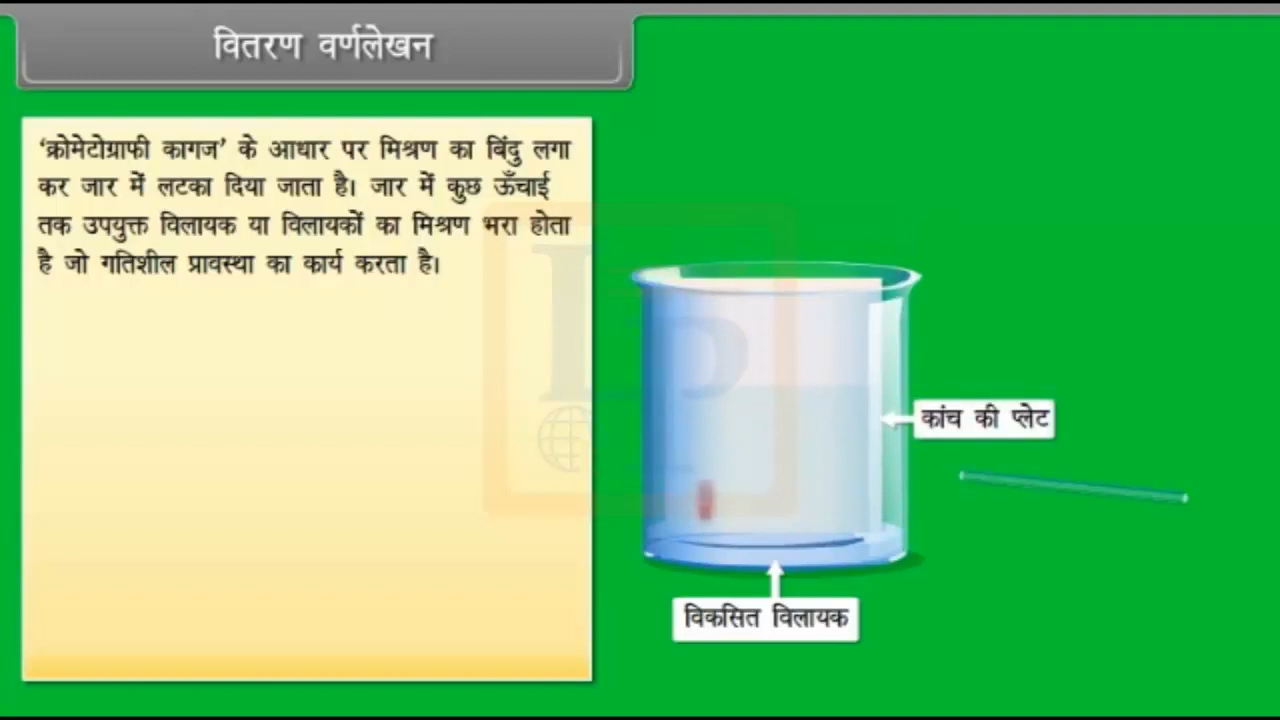 वितरण वर्णलेखन
‘क्रोमेटोग्राफी कागज’ के आधार पर मिश्रण का बिंदु लगा
कर जार में लटका दिया जाता है। जार में कुछ ऊँचाई
तक उपयुक्त विलायक या विलायकों का मिश्रण भरा होता
है जो गतिशील प्रावस्था का कार्य करता है।
कांच की प्लेट
विकसित विलायक